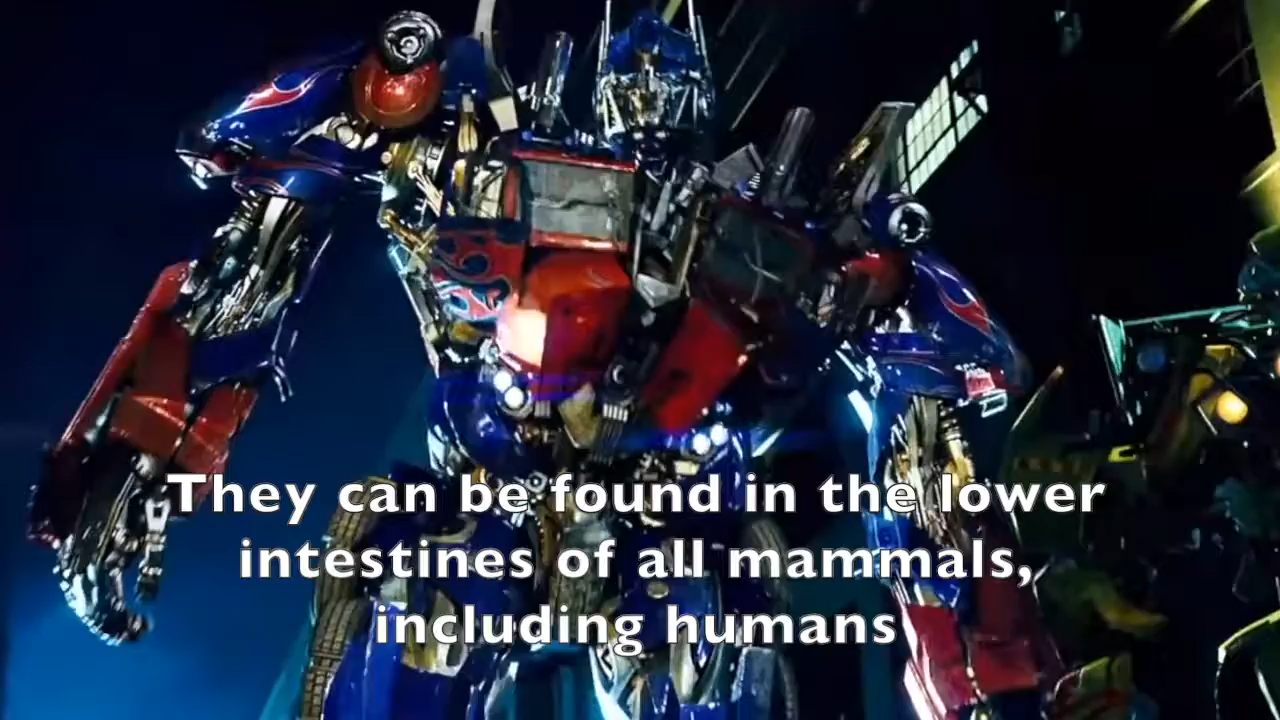 They can be found in the lower
intestines of all mammals,
including humans